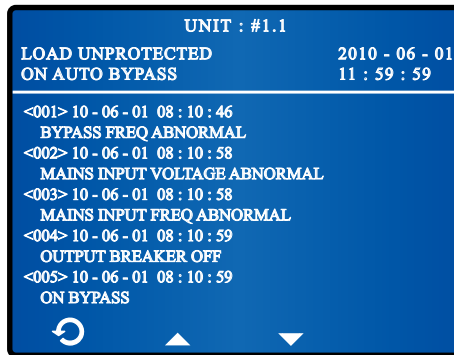 UNIT : #1.1
LOAD UNPROTECTED 2010 - 06 - 01
ON AUTO BYPASS 11 : 59 : 59
<001> 10 - 06 - 01 08 : 10 : 46
BYPASS FREQ ABNORMAL
<002> 10 - 06 - 01 08 : 10 : 58
MAINS INPUT VOLTAGE ABNORMAL
<003> 10 - 06 - 01 08 : 10 : 58
MAINS INPUT FREQ ABNORMAL
<004> 10 - 06 - 01 08 : 10 : 59
OUTPUT BREAKER OFF
<005> 10 - 06 - 01 08 : 10 : 59
ON BYPASS